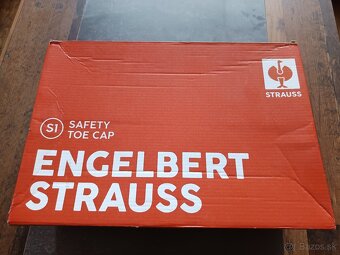 STRAUSS
S1 SAFETY
TOE CAP
ENGELBERT
STRAUSS
Bazos.sk